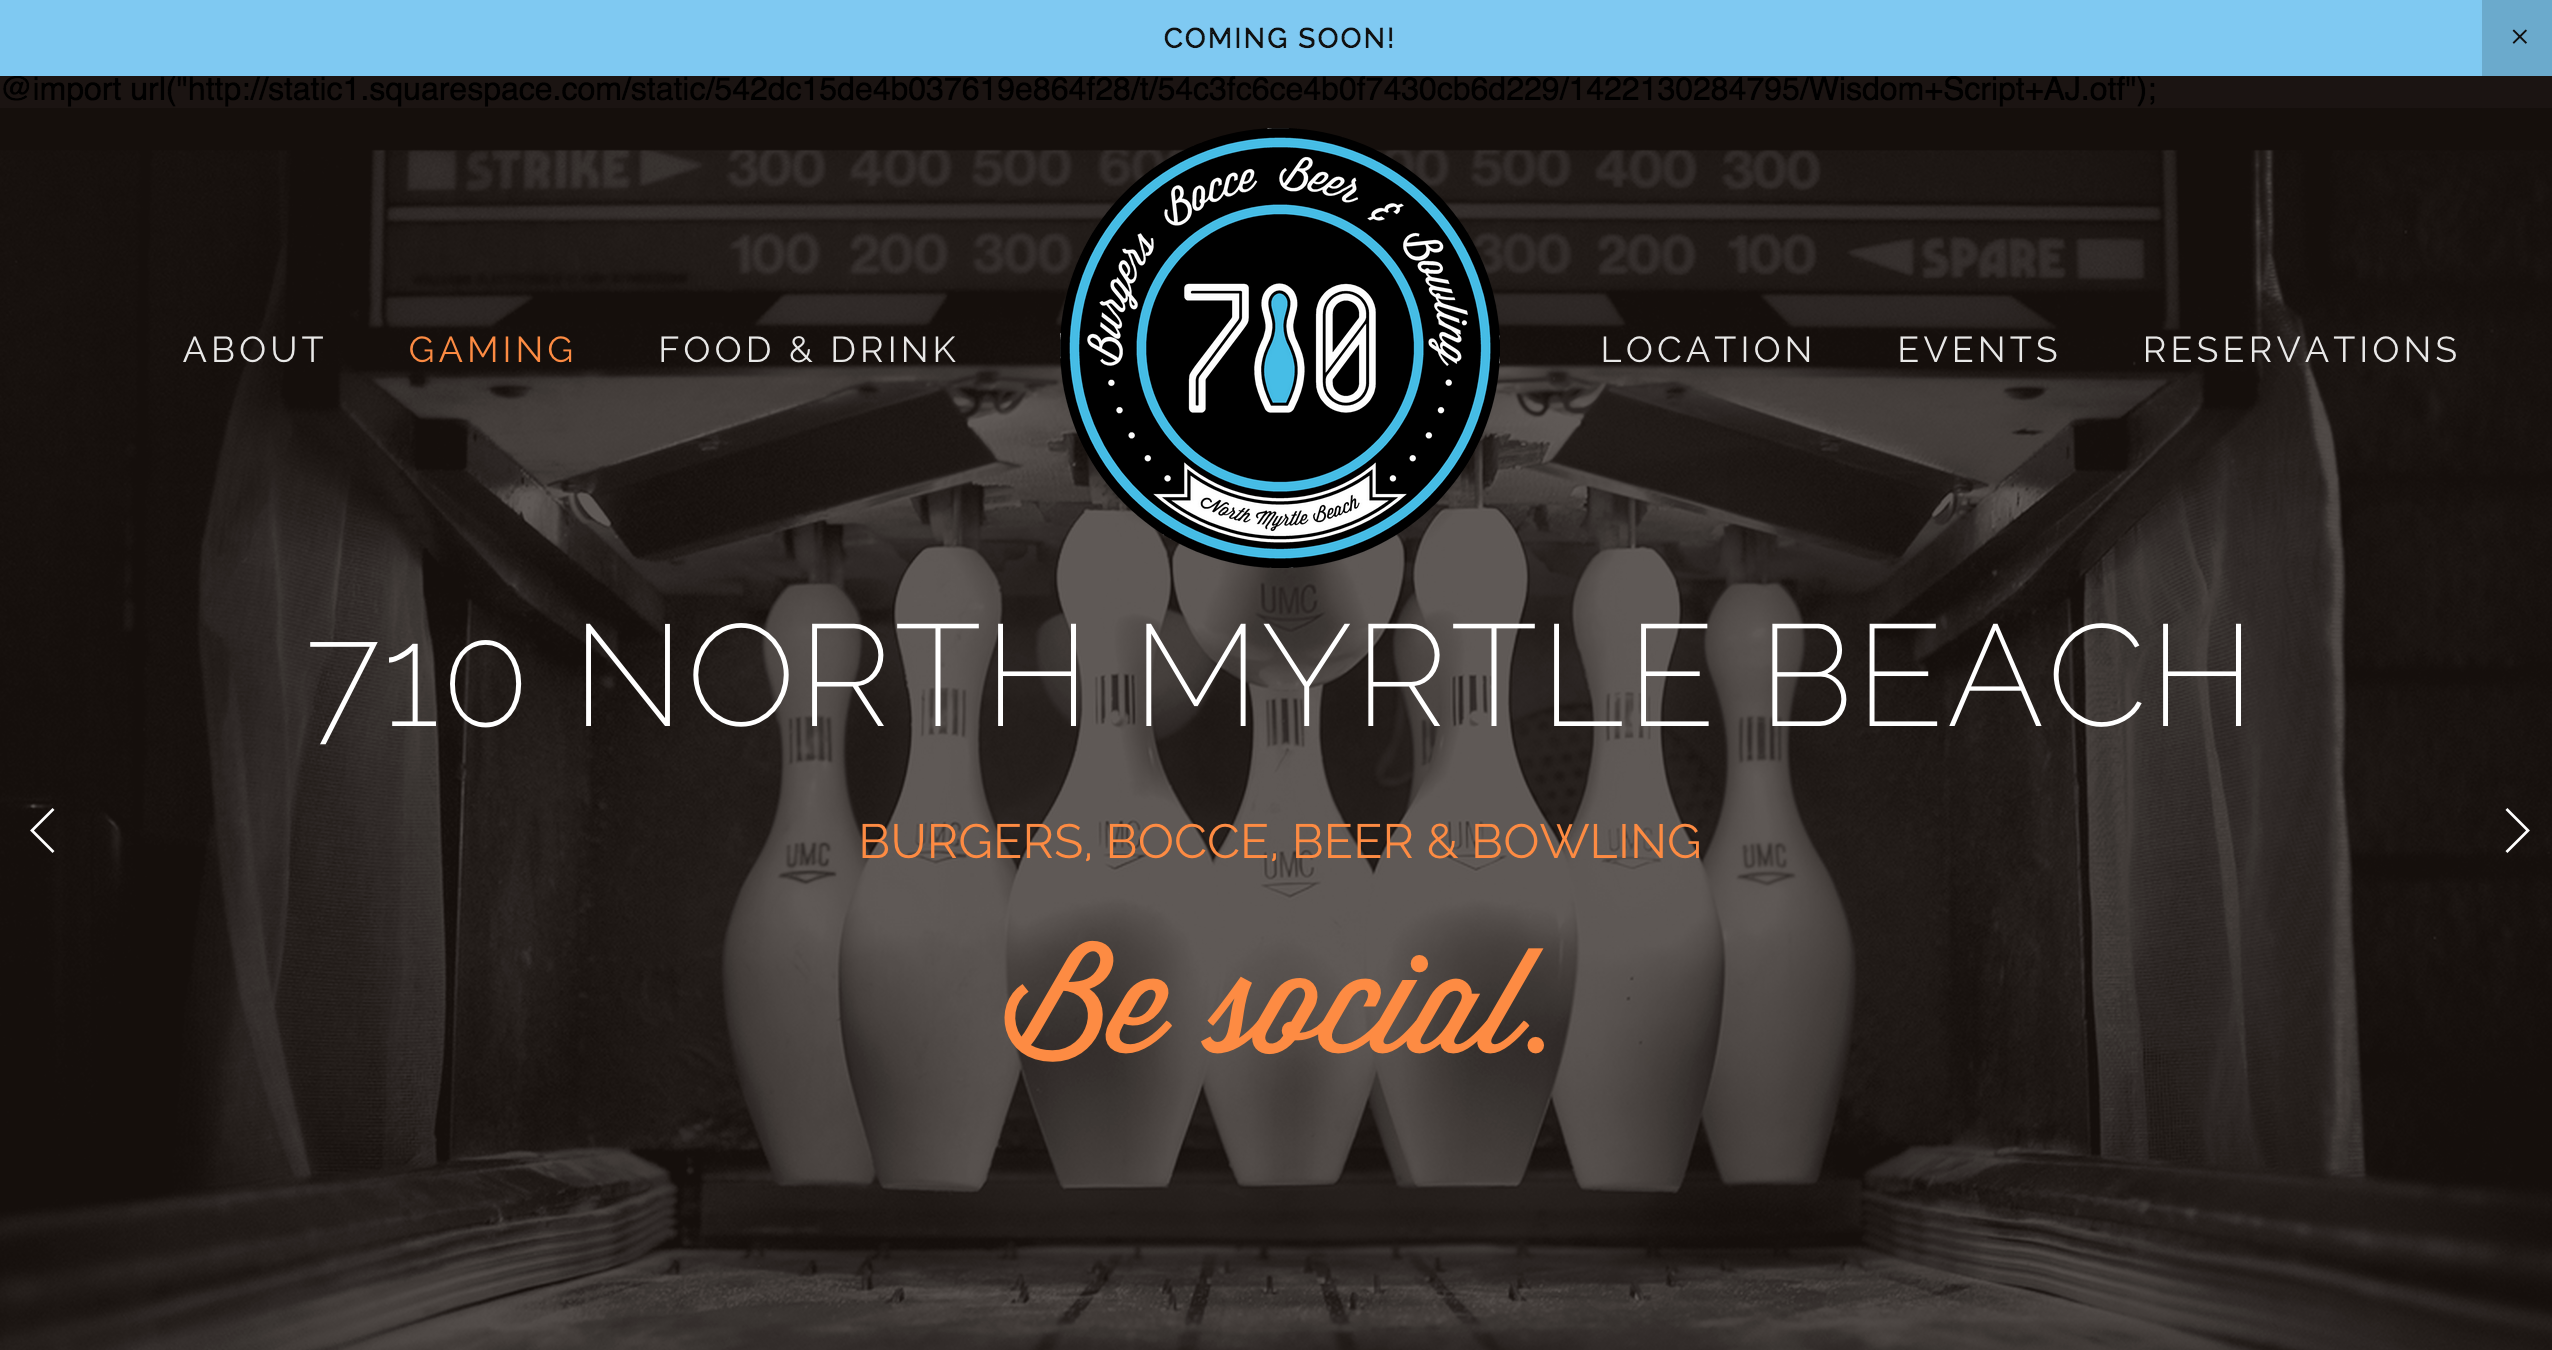 COMING SOON!
@import url("http://static1.squarespace.com/static/542dc15de4b037619e864f28/t/54c3fc6ce4b0f7430cb6d229/1422130284795/Wisdom+Script+AJ.otf");
STRIKE 300 400 500 500 400 300
100 200 300 300 200 100 SPARE
Burgers Bocce Beer & Bowling
710
North Myrtle Beach
ABOUT GAMING FOOD & DRINK LOCATION EVENTS RESERVATIONS
UMC
710 NORTH MYRTLE BEACH
BURGERS, BOCCE, BEER & BOWLING
UMC UMC UMC
Be social.